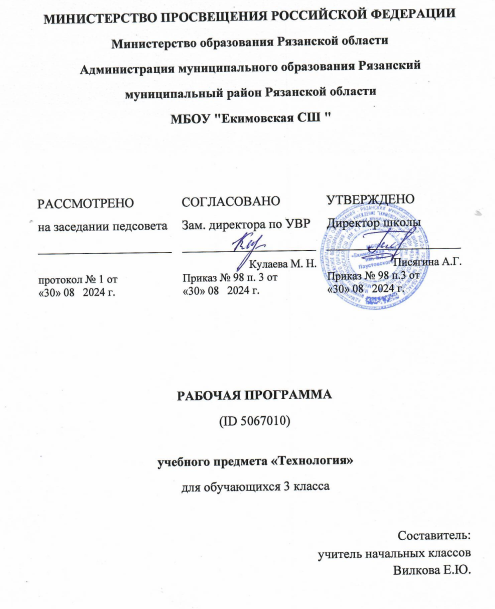 МИНИСТЕРСТВО ПРОСВЕЩЕНИЯ РОССИЙСКОЙ ФЕДЕРАЦИИ
Министерство образования Рязанской области
Администрация муниципального образования Рязанский
муниципальный район Рязанской области
МБОУ "Екимовская СШ "
РАССМОТРЕНО
на заседании педсовета
протокол № 1 от
«30» 08 2024 г.
СОГЛАСОВАНО
Зам. директора по УВР
Кулаева М. Н.
Приказ № 98 п. 3 от
«30» 08 2024 г.
УТВЕРЖДЕНО
Директор школы
Писягина А.Г.
Приказ № 98 п.3 от
«30» 08 2024 г.
РАБОЧАЯ ПРОГРАММА
(ID 5067010)
учебного предмета «Технология»
для обучающихся 3 класса
Составитель:
учитель начальных классов
Вилкова Е.Ю.